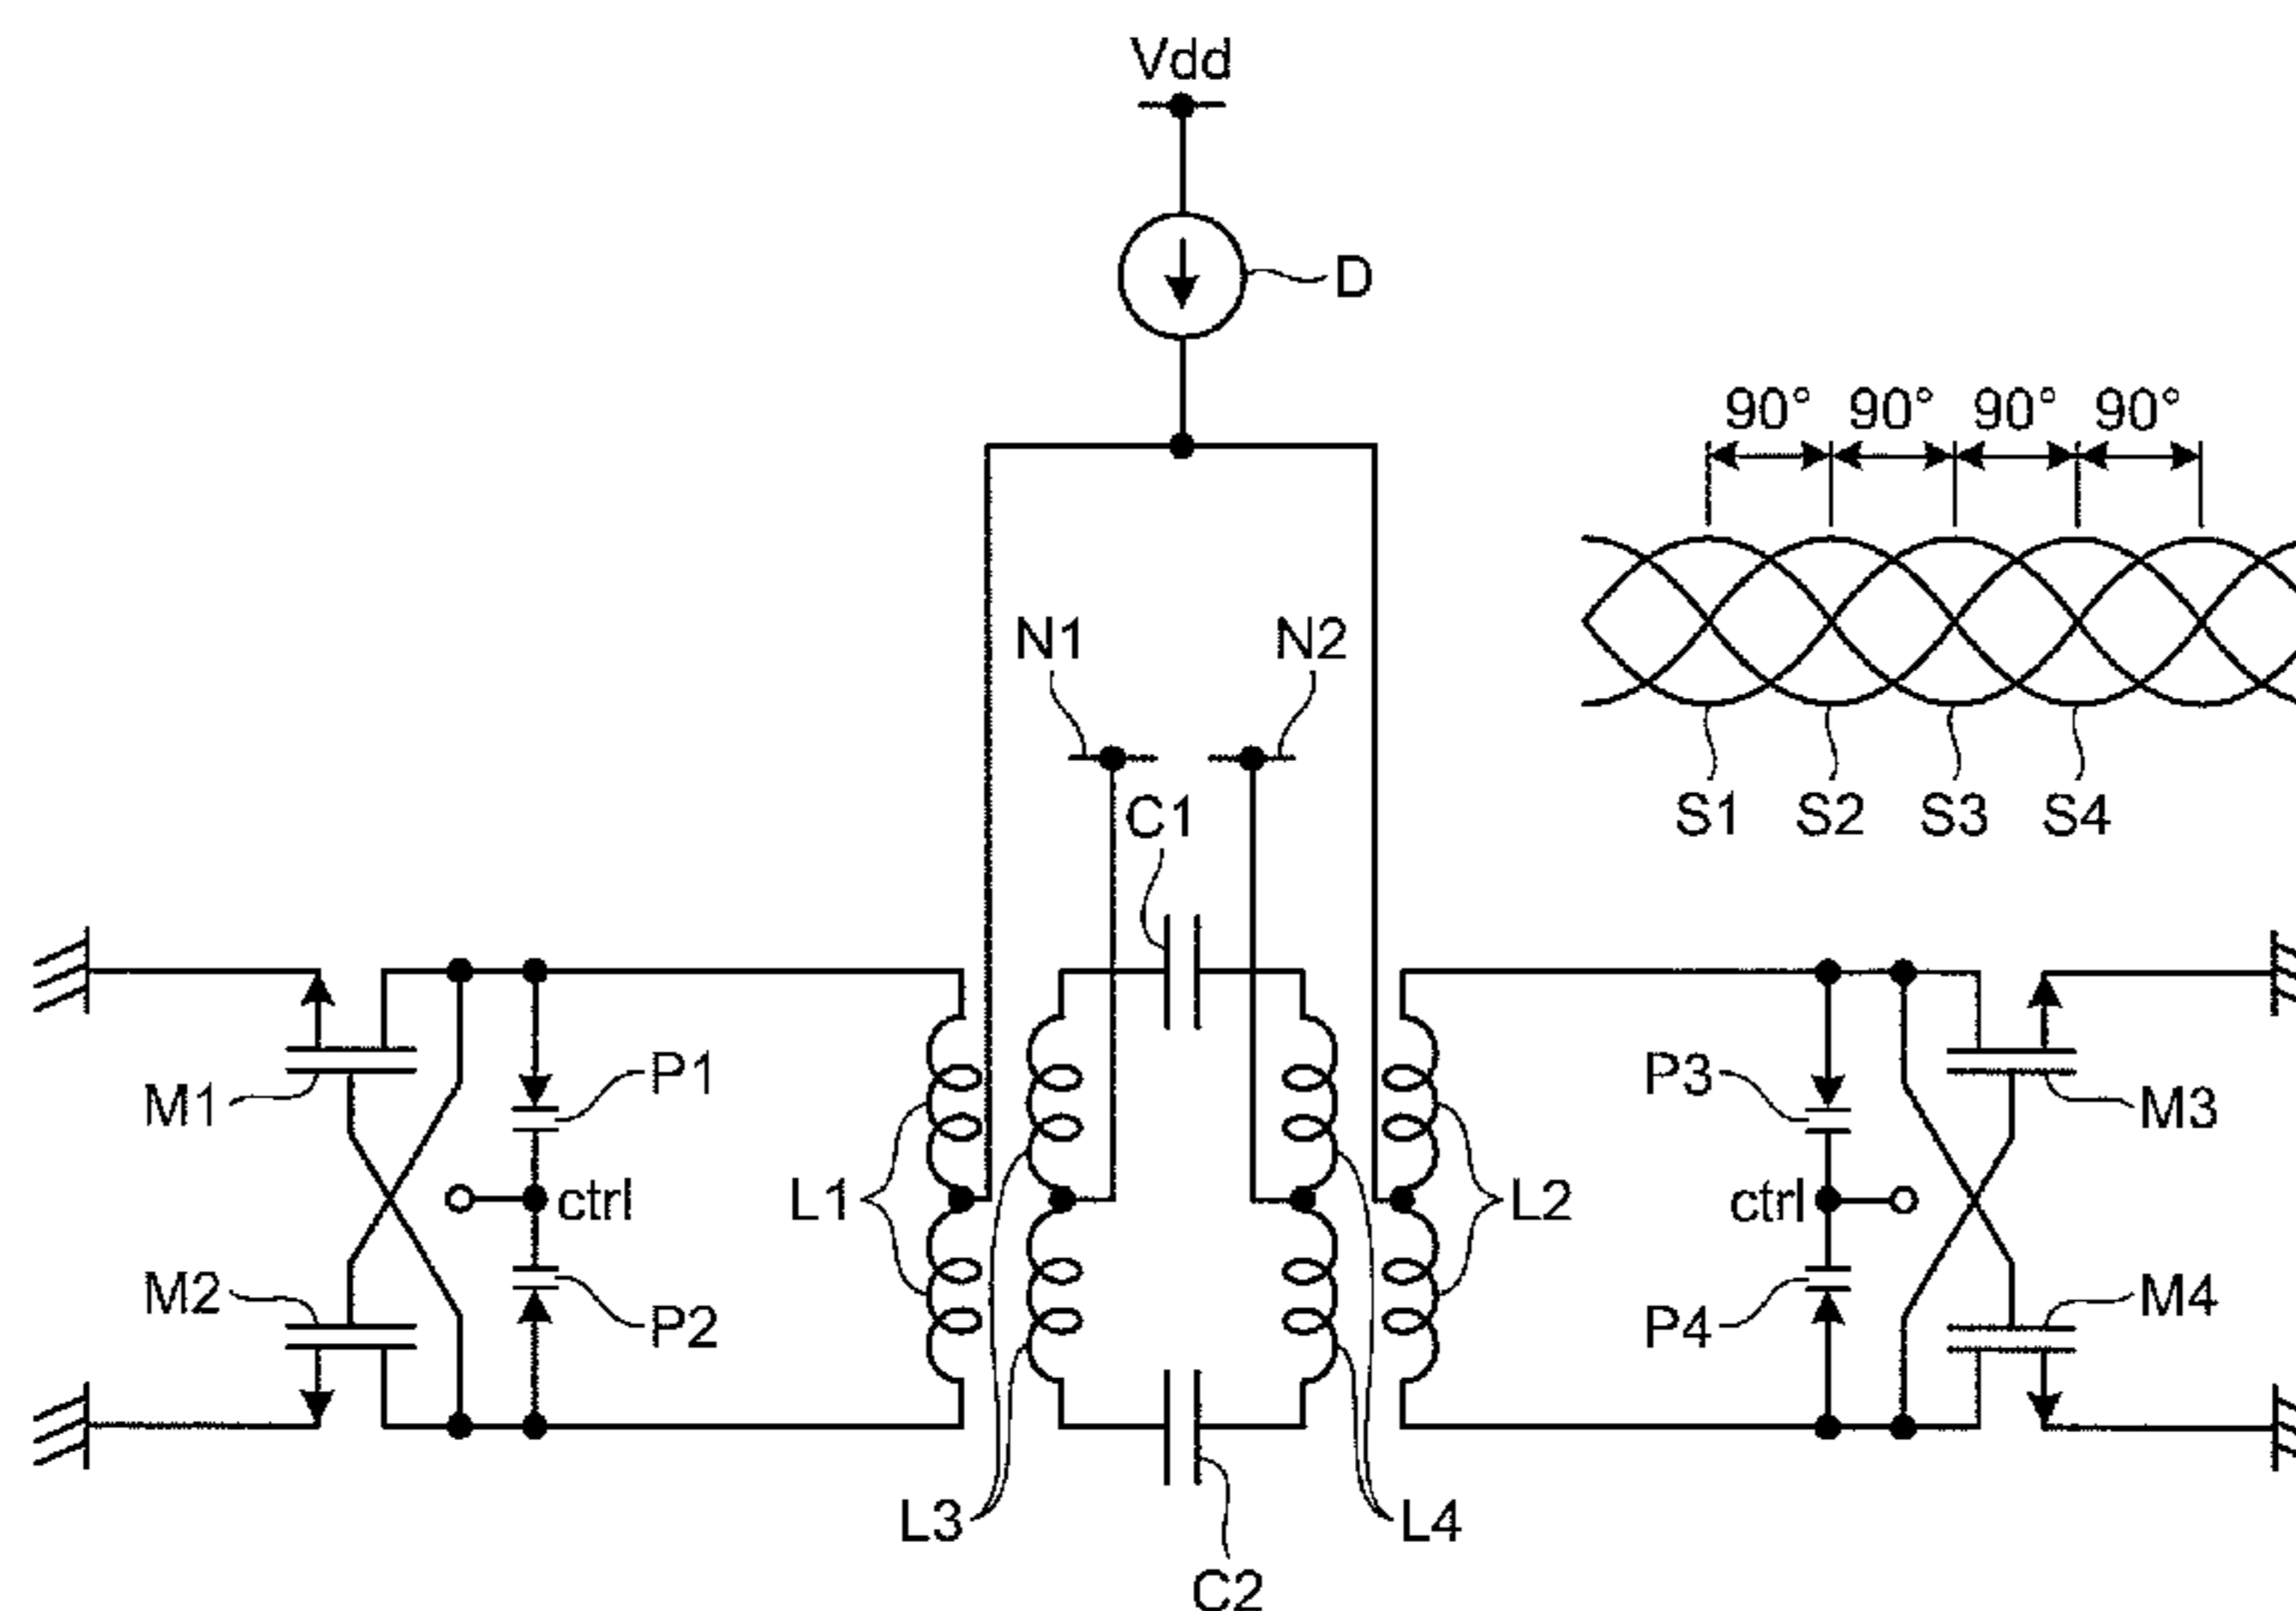 Vdd
D
90° 90° 90° 90°
N1 N2
C1
S1 S2 S3 S4
M1 P1 P3 M3
L1 ctrl ctrl L2
M2 P2 P4 M4
L3 L4
C2